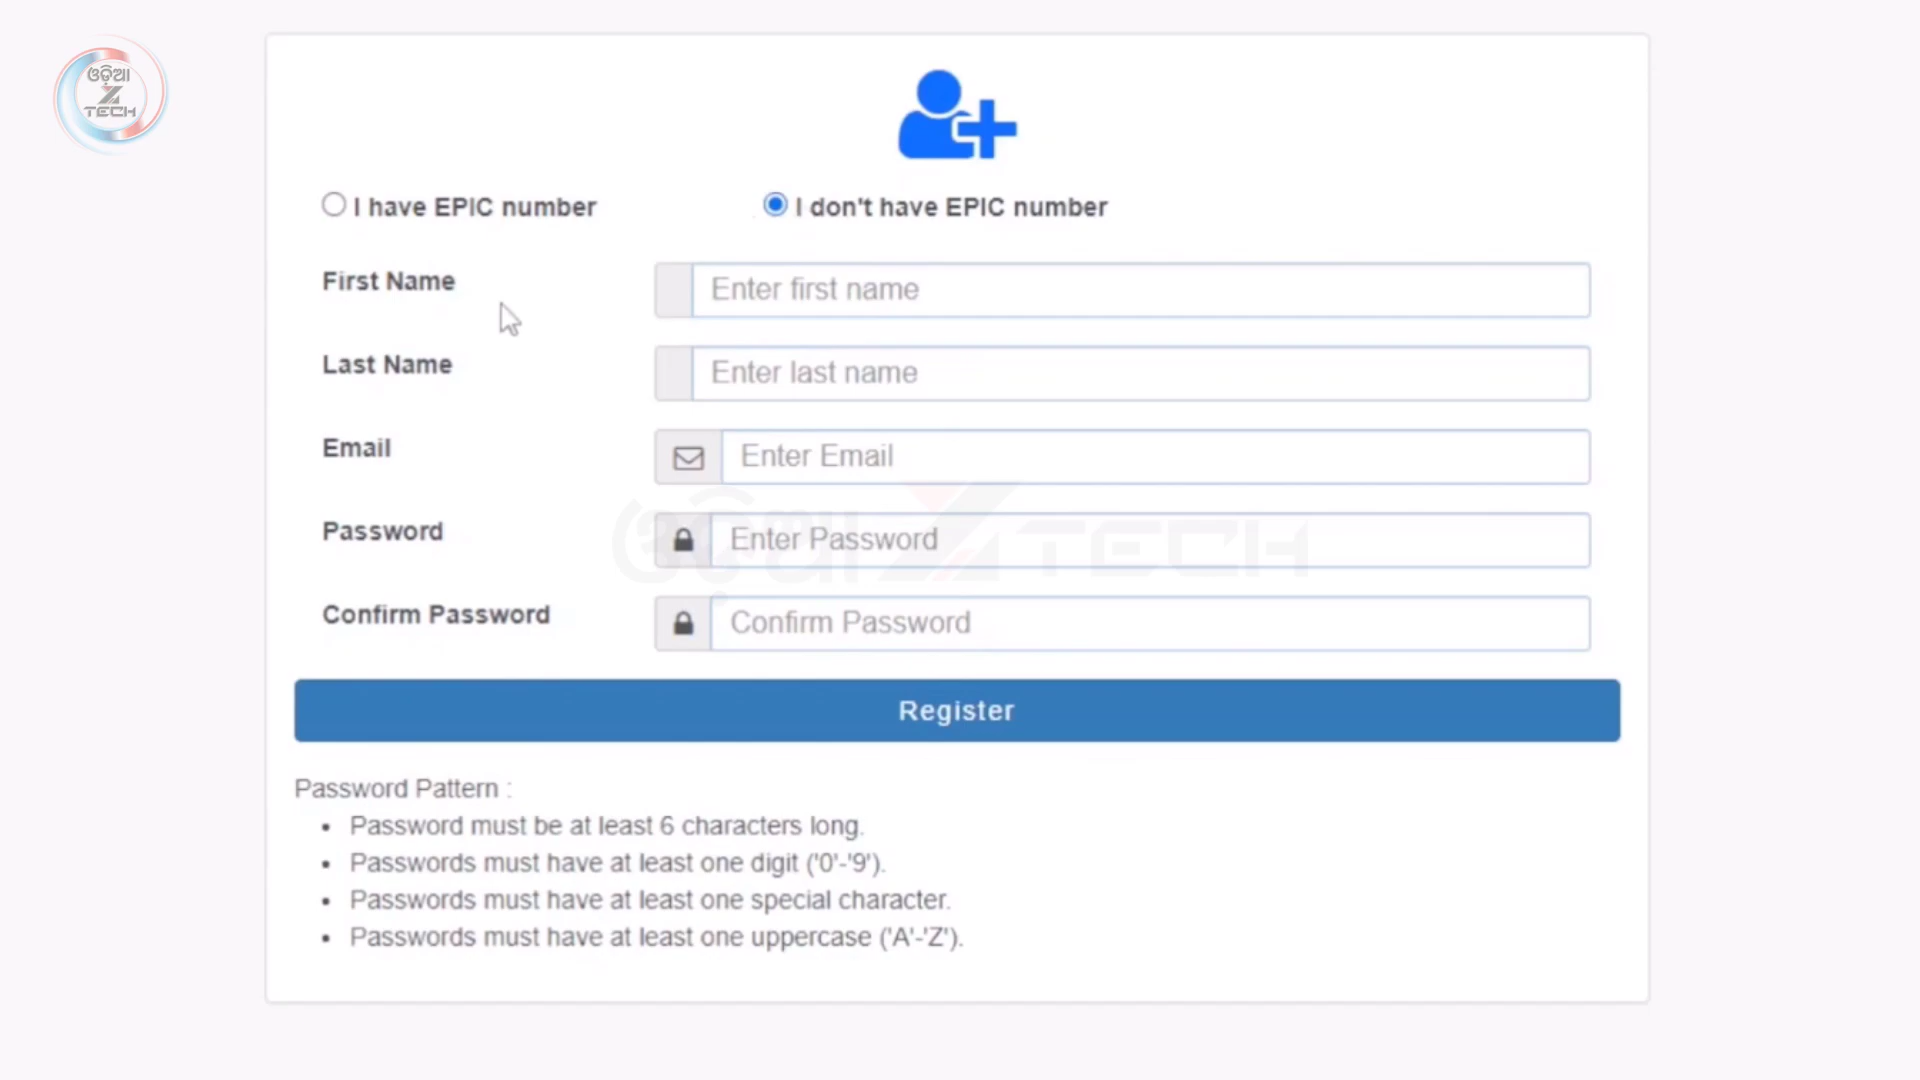 ଓଡ଼ିଆ
Z
TECH
I have EPIC number
I don't have EPIC number
First Name
Enter first name
Last Name
Enter last name
Email
Enter Email
Password
Enter Password
ଓଡ଼ିଆ Z TECH
Confirm Password
Confirm Password
Register
Password Pattern :
• Password must be at least 6 characters long.
• Passwords must have at least one digit ('0'-'9').
• Passwords must have at least one special character.
• Passwords must have at least one uppercase ('A'-'Z').